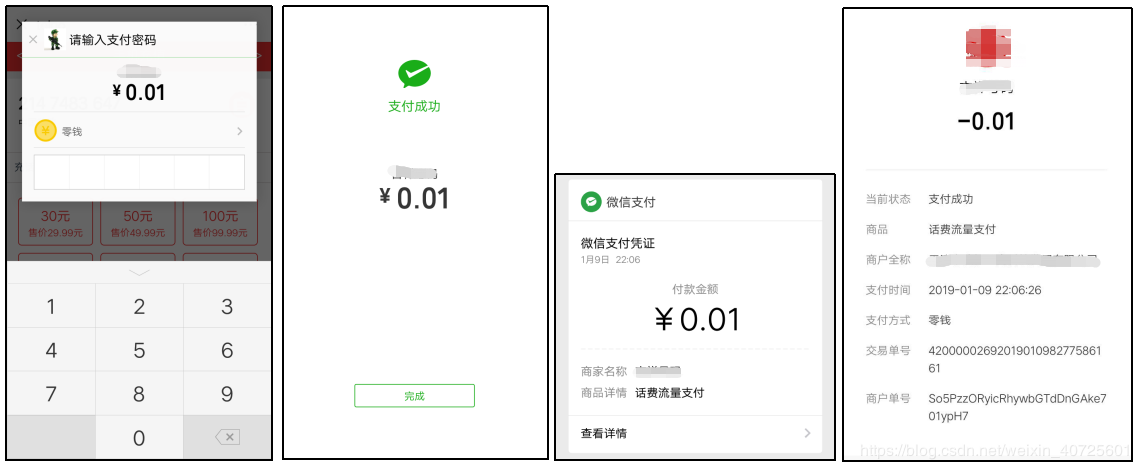 请输入支付密码
¥0.01
零钱
30元
售价29.99元
50元
售价49.99元
100元
售价99.99元
1
2
3
4
5
6
7
8
9
0
支付成功
¥0.01
完成
微信支付
微信支付凭证
1月9日 22:06
付款金额
¥0.01
商家名称
商品详情 话费流量支付
查看详情
-0.01
当前状态 支付成功
商品 话费流量支付
商户全称
支付时间 2019-01-09 22:06:26
支付方式 零钱
交易单号 42000002692019010982775861
61
商户单号 So5PzzORyicRhywbGTdDnGAke7
01ypH7
https://blog.csdn.net/weixin_40725601